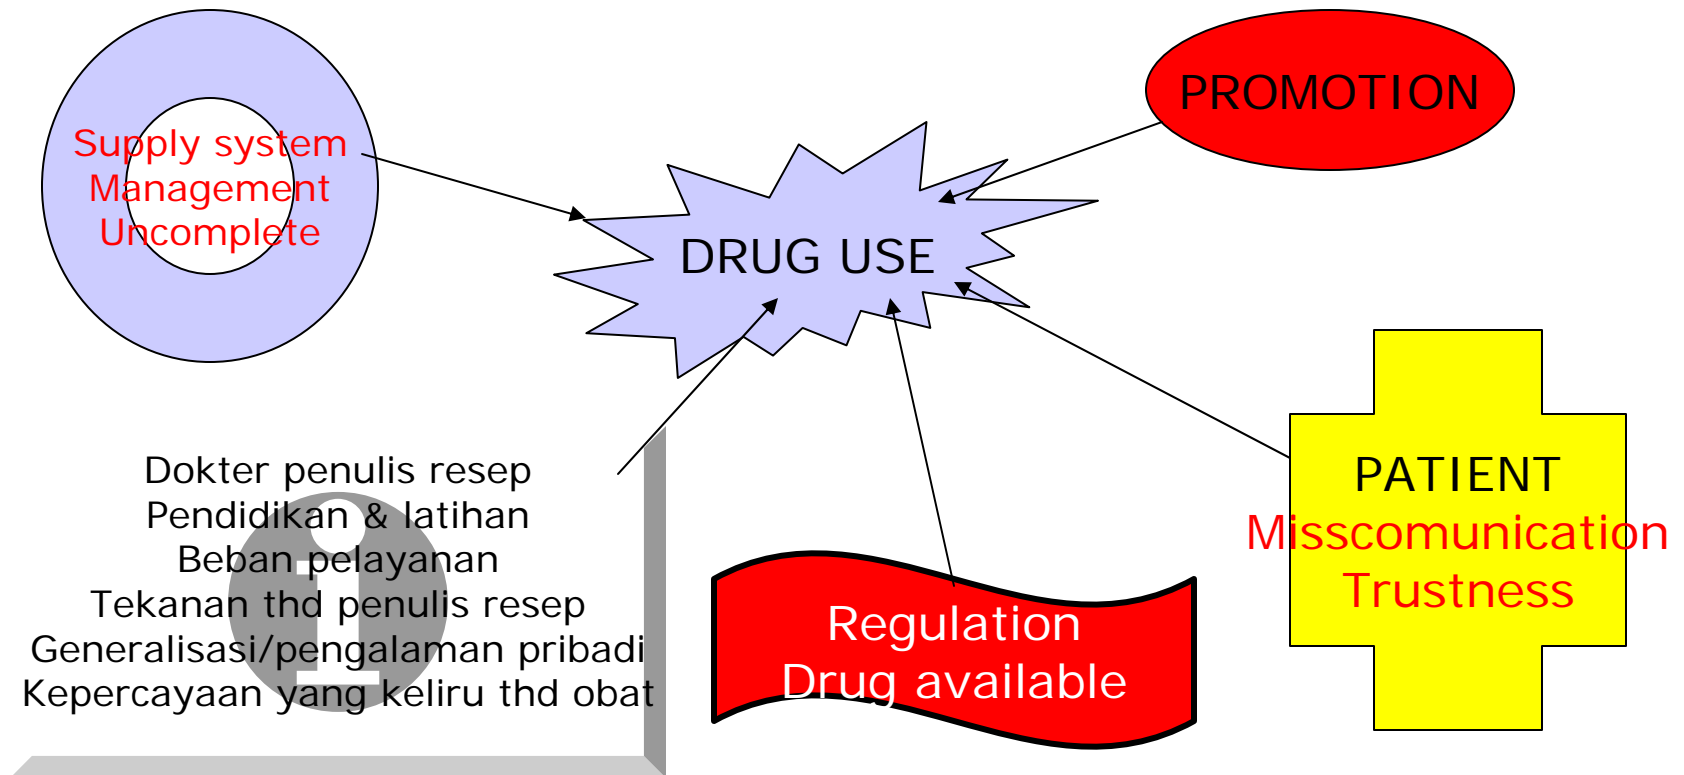 Supply system
Management
Uncomplete
PROMOTION
DRUG USE
Dokter penulis resep
Pendidikan & latihan
Beban pelayanan
Tekanan thd penulis resep
Generalisasi/pengalaman pribadi
Kepercayaan yang keliru thd obat
Regulation
Drug available
PATIENT
Misscomunication
Trustness